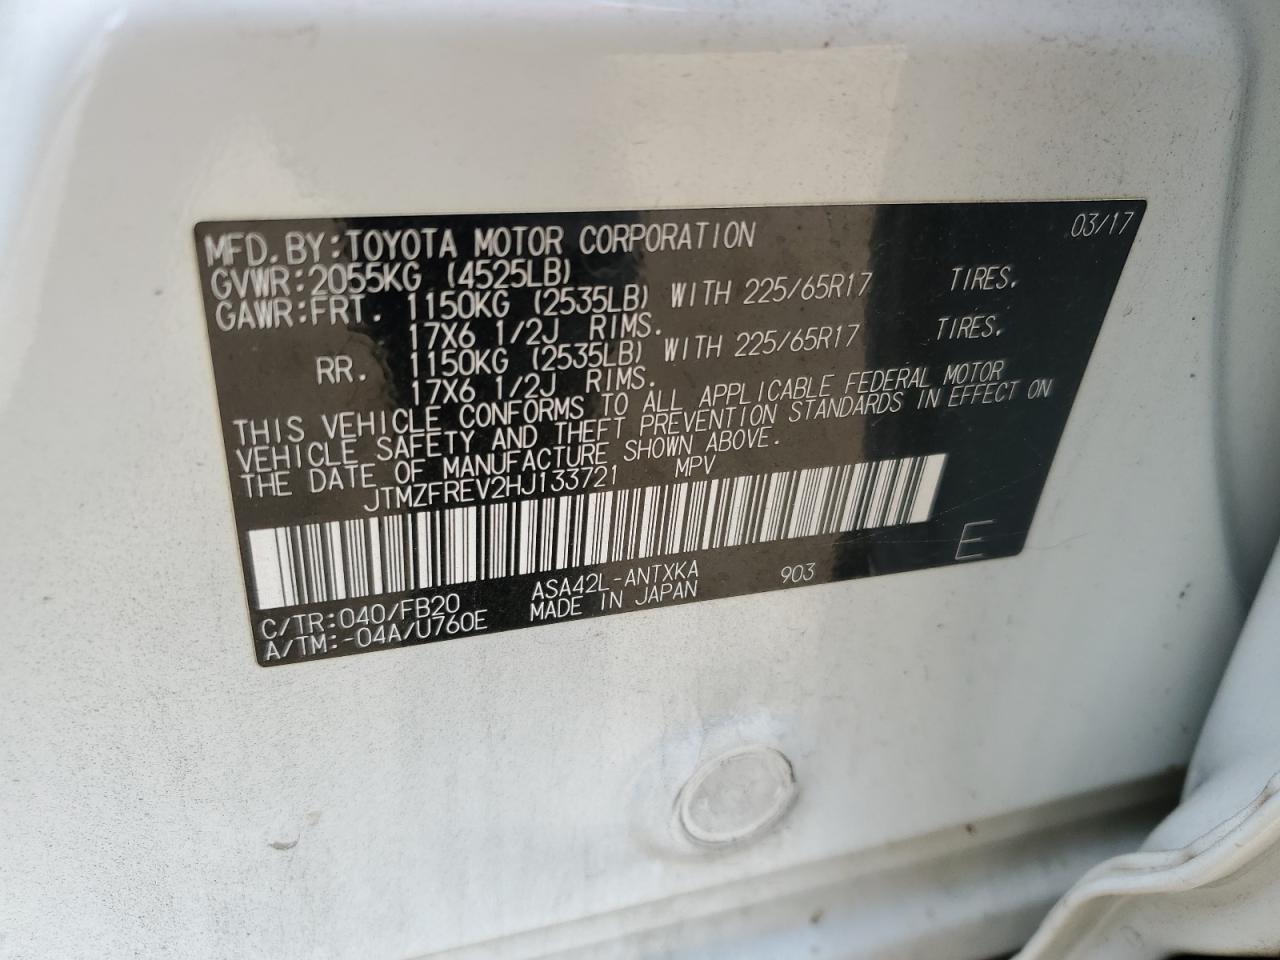 MFD. BY: TOYOTA MOTOR CORPORATION 03/17
GVWR: 2055KG (4525LB)
GAWR: FRT. 1150KG (2535LB) WITH 225/65R17 TIRES.
17X6 1/2J RIMS.
RR. 1150KG (2535LB) WITH 225/65R17 TIRES.
17X6 1/2J RIMS.
THIS VEHICLE CONFORMS TO ALL APPLICABLE FEDERAL MOTOR
VEHICLE SAFETY AND THEFT PREVENTION STANDARDS IN EFFECT ON
THE DATE OF MANUFACTURE SHOWN ABOVE.
JTMZFREV2HJ133721 MPV
E
C/TR:040/FB20 ASA42L-ANTXKA 903
A/TM:-04A/U760E MADE IN JAPAN